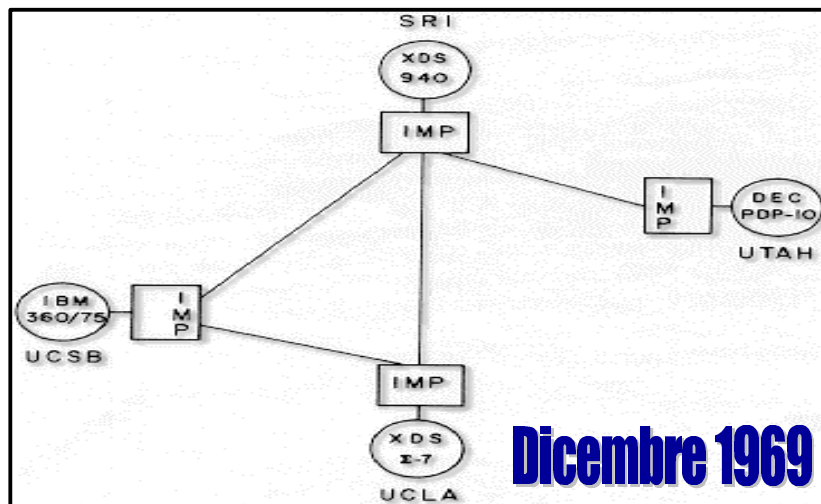 SRI
XDS
940
IMP
IMP
DEC
PDP-10
UTAH
IBM
360/75
IMP
UCSB
IMP
XDS
Σ-7
UCLA
Dicembre 1969